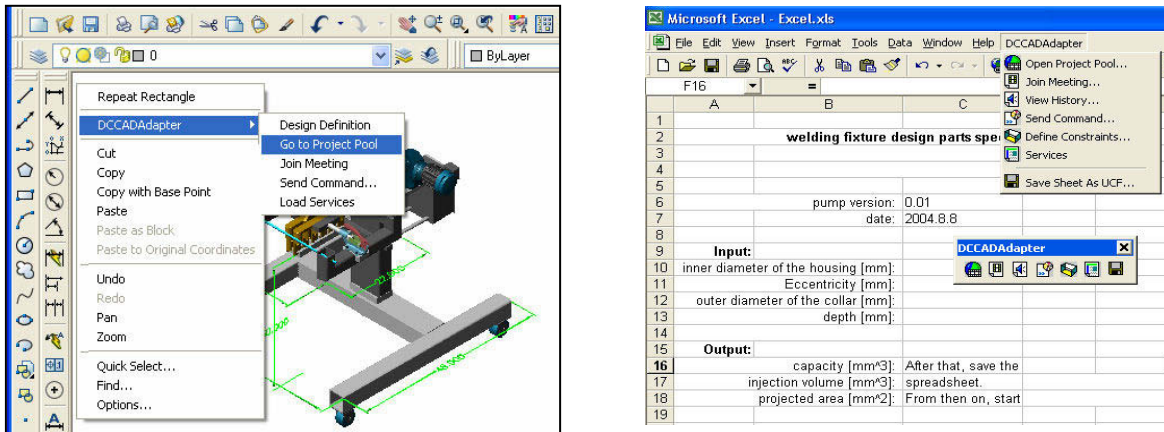 0
ByLayer
Repeat Rectangle
DCCADAdapter
Cut
Copy
Copy with Base Point
Paste
Paste as Block
Paste to Original Coordinates
Undo
Redo
Pan
Zoom
Quick Select...
Find...
Options...
Design Definition
Go to Project Pool
Join Meeting
Send Command...
Load Services
Microsoft Excel - Excel.xls
File Edit View Insert Format Tools Data Window Help DCCADAdapter
Open Project Pool...
Join Meeting...
View History...
Send Command...
Define Constraints...
Services
Save Sheet As UCF...
F16 =
A B C
1
2 welding fixture design parts
3
4
5
6 pump version: 0.01
7 date: 2004.8.8
8
DCCADAdapter
9 Input:
10 inner diameter of the housing [mm]:
11 Eccentricity [mm]:
12 outer diameter of the collar [mm]:
13 depth [mm]:
14
15 Output:
16 capacity [mm^3]: After that, save the
17 injection volume [mm^3]: spreadsheet.
18 projected area [mm^2]: From then on, start
19